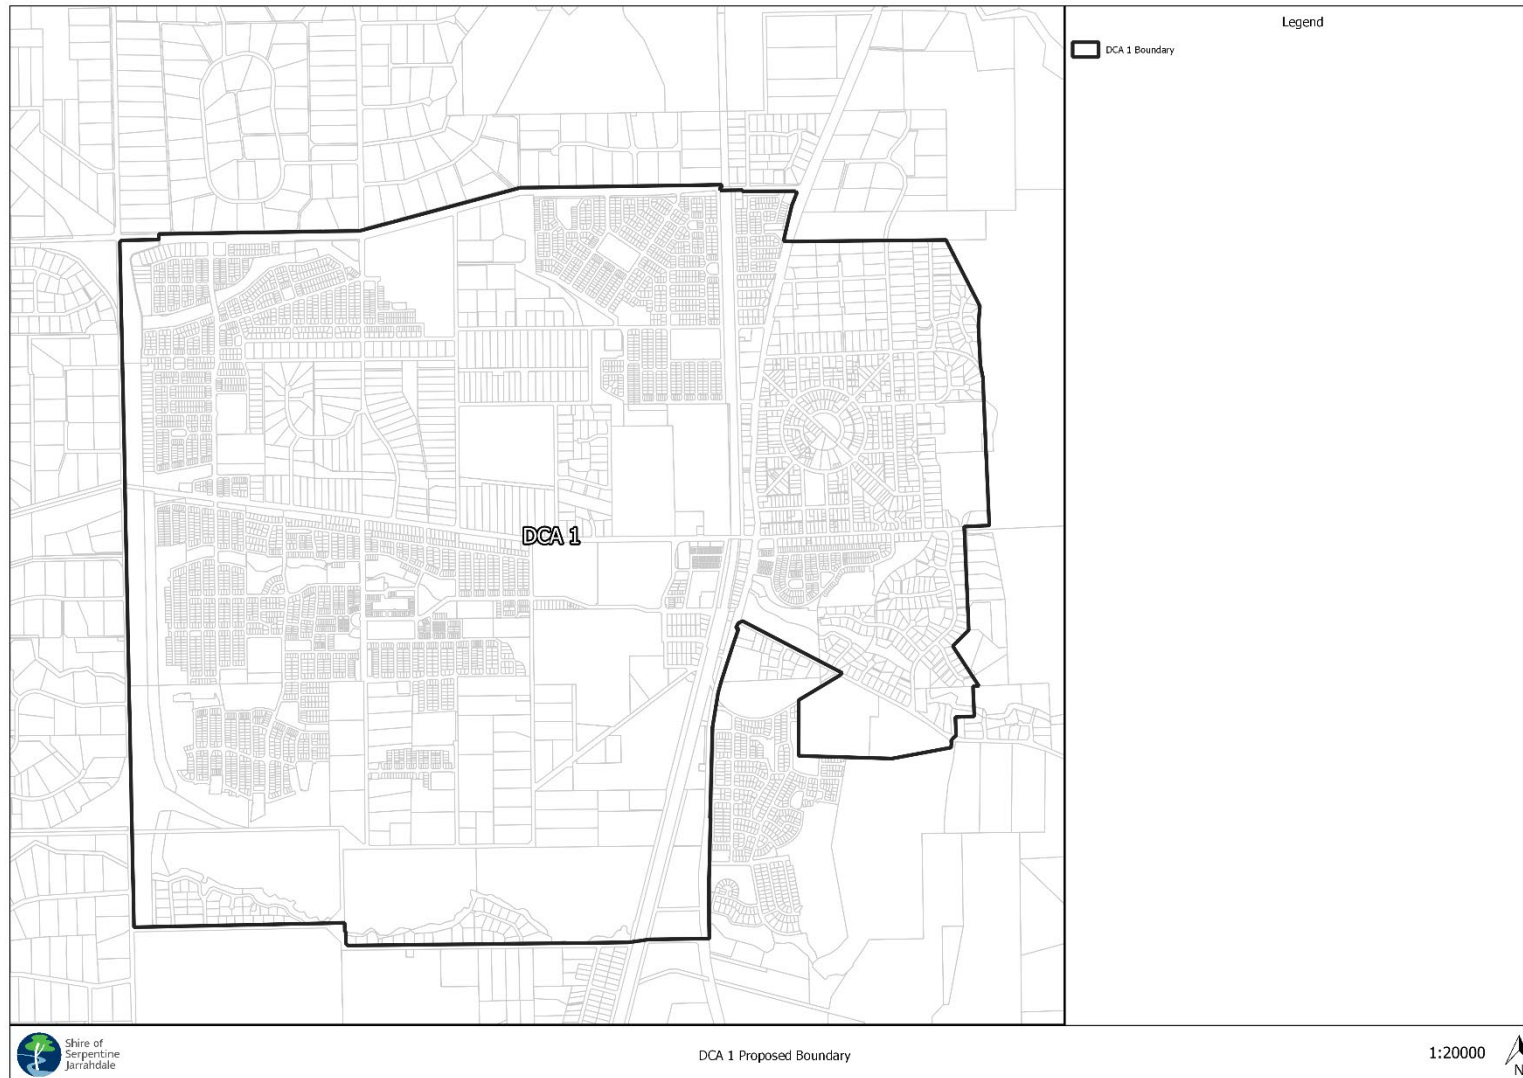 Legend
DCA 1 Boundary
DCA 1
Shire of
Serpentine
Jarrahdale
DCA 1 Proposed Boundary
1:20000
N